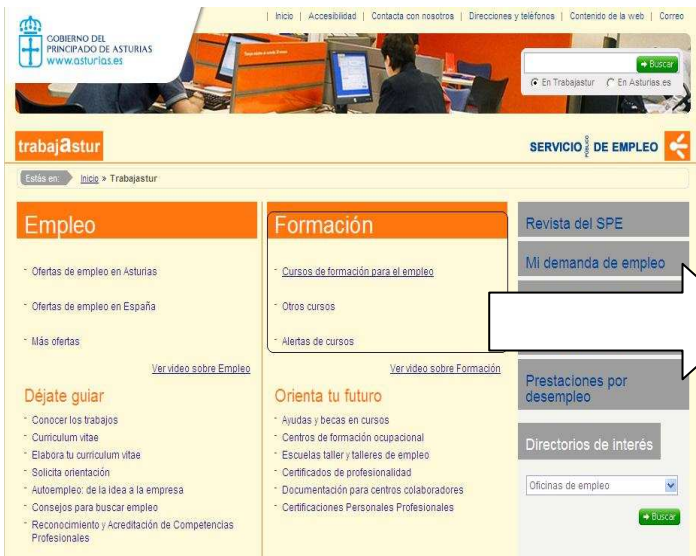 | Inicio | Accesibilidad | Contacta con nosotros | Direcciones y teléfonos | Contenido de la web | Correo
GOBIERNO DEL
PRINCIPADO DE ASTURIAS
www.asturias.es
Buscar
En Trabajastur En Asturias.es
trabajastur
SERVICIO PÚBLICO DE EMPLEO
Estás en: Inicio » Trabajastur
Empleo
- Ofertas de empleo en Asturias
- Ofertas de empleo en España
- Más ofertas
Ver video sobre Empleo
Déjate guiar
- Conocer los trabajos
- Curriculum vitae
- Elabora tu curriculum vitae
- Solicita orientación
- Autoempleo: de la idea a la empresa
- Consejos para buscar empleo
- Reconocimiento y Acreditación de Competencias
Profesionales
Formación
- Cursos de formación para el empleo
- Otros cursos
- Alertas de cursos
Ver video sobre Formación
Orienta tu futuro
- Ayudas y becas en cursos
- Centros de formación ocupacional
- Escuelas taller y talleres de empleo
- Certificados de profesionalidad
- Documentación para centros colaboradores
- Certificaciones Personales Profesionales
Revista del SPE
Mi demanda de empleo
Prestaciones por
desempleo
Directorios de interés
Oficinas de empleo
Buscar